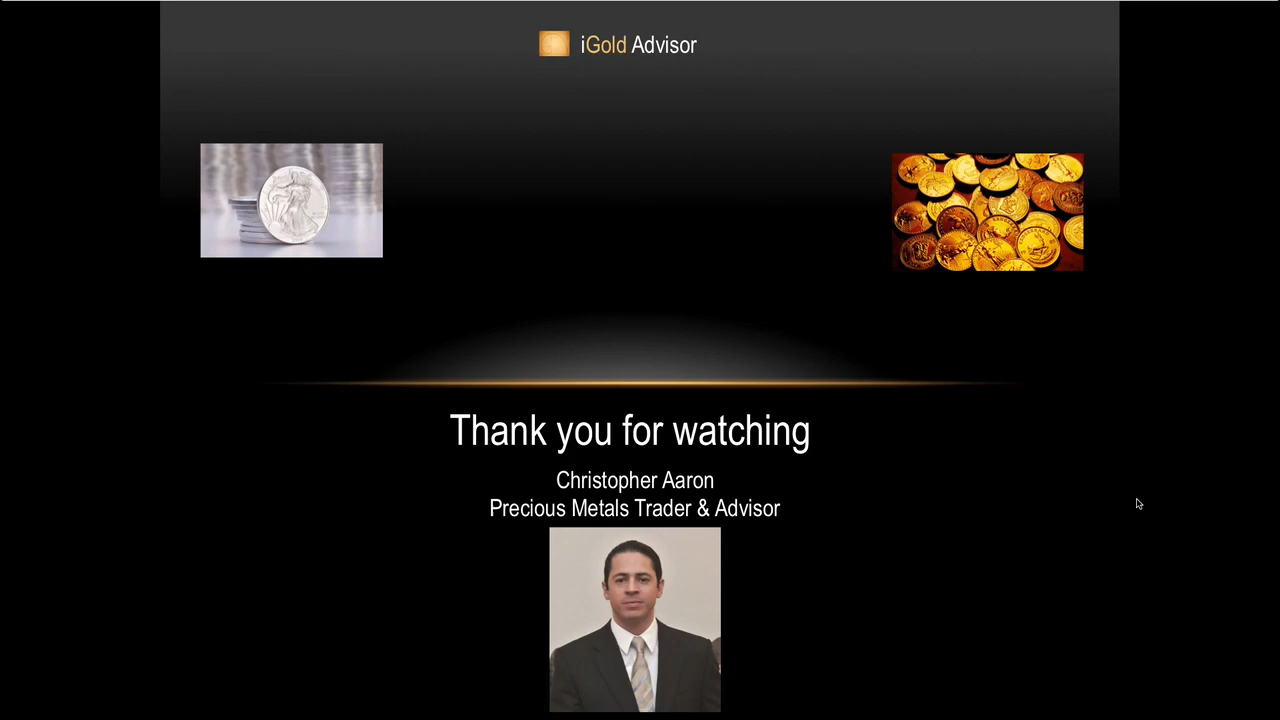 iGold Advisor
Thank you for watching
Christopher Aaron
Precious Metals Trader & Advisor